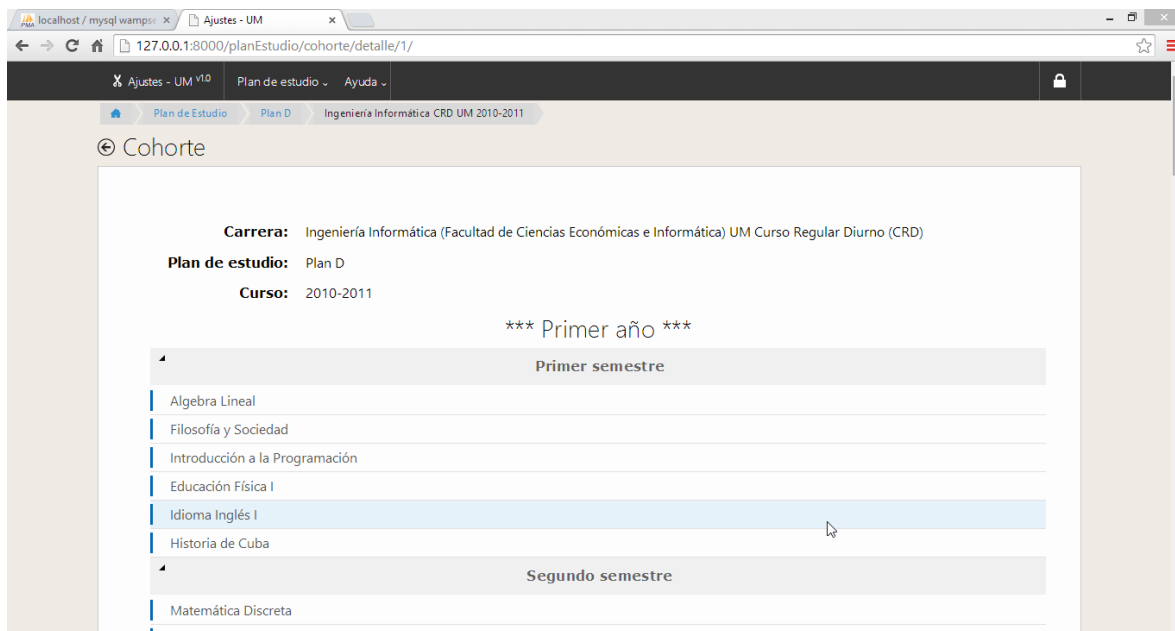 localhost / mysql wampse
Ajustes - UM
127.0.0.1:8000/planEstudio/cohorte/detalle/1/
Ajustes - UM v1.0 Plan de estudio Ayuda
Plan de Estudio Plan D Ingeniería Informática CRD UM 2010-2011
Cohorte
Carrera: Ingeniería Informática (Facultad de Ciencias Económicas e Informática) UM Curso Regular Diurno (CRD)
Plan de estudio: Plan D
Curso: 2010-2011
*** Primer año ***
Primer semestre
Algebra Lineal
Filosofía y Sociedad
Introducción a la Programación
Educación Física I
Idioma Inglés I
Historia de Cuba
Segundo semestre
Matemática Discreta